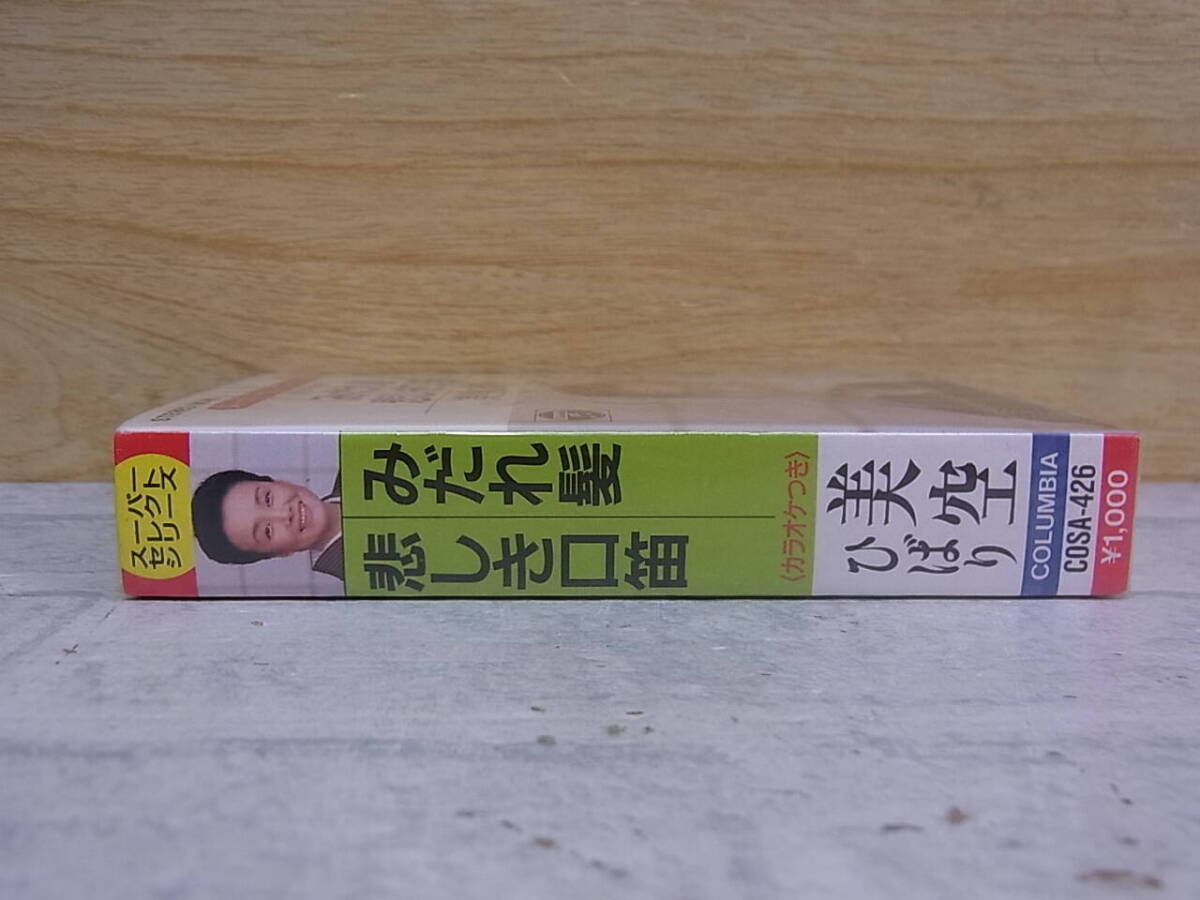 スーパー
セレクト
シリーズ
みだれ髪
悲しき口笛
〈カラオケつき〉
美空
ひばり
COLUMBIA
COSA-426
¥1,000